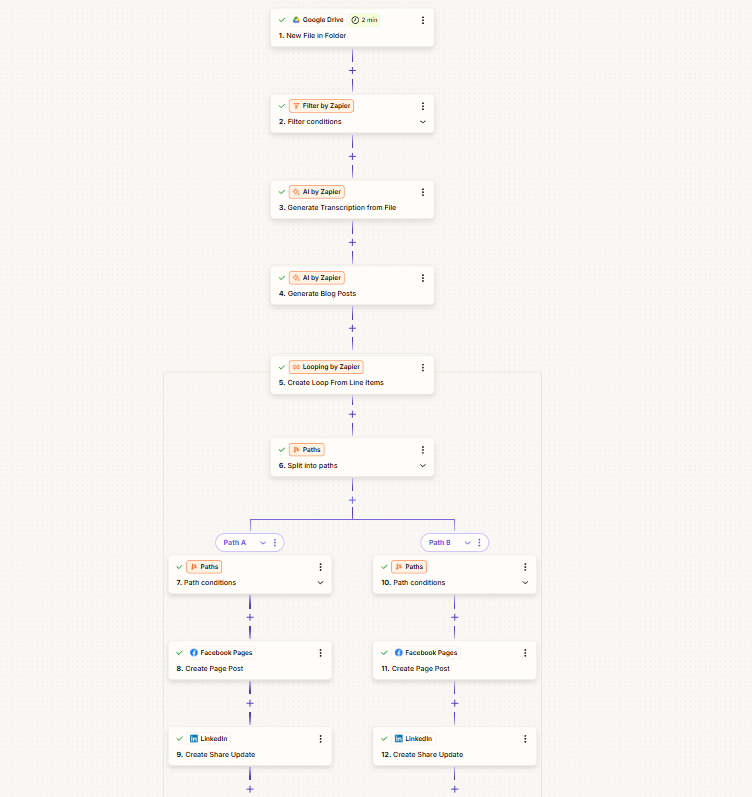 Google Drive 2 min
1. New File in Folder
Filter by Zapier
2. Filter conditions
AI by Zapier
3. Generate Transcription from File
AI by Zapier
4. Generate Blog Posts
Looping by Zapier
5. Create Loop From Line Items
Paths
6. Split into paths
Path A
Paths
7. Path conditions
Facebook Pages
8. Create Page Post
LinkedIn
9. Create Share Update
Path B
Paths
10. Path conditions
Facebook Pages
11. Create Page Post
LinkedIn
12. Create Share Update